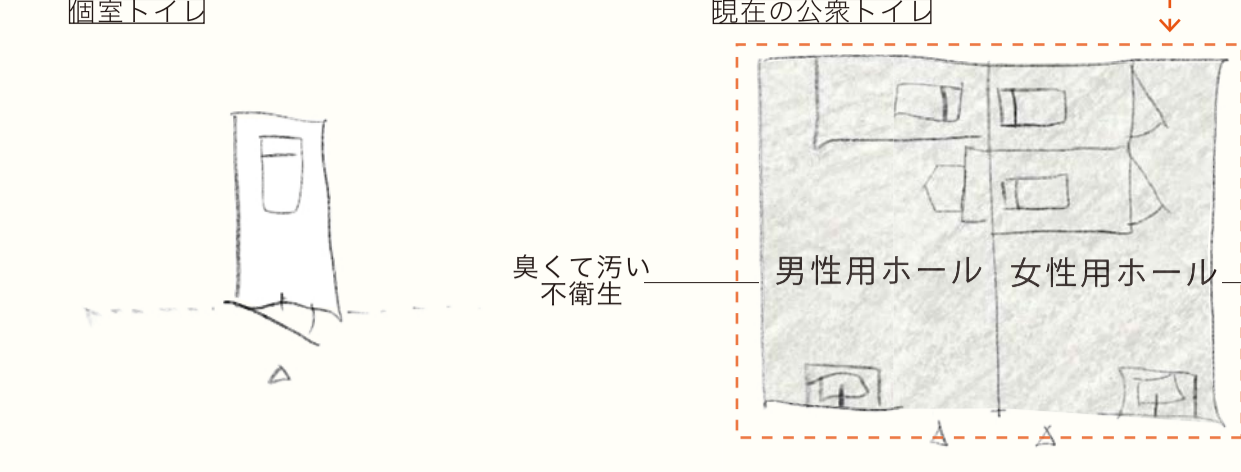 個室トイレ
現在の公衆トイレ
臭くて汚い
不衛生
男性用ホール
女性用ホール